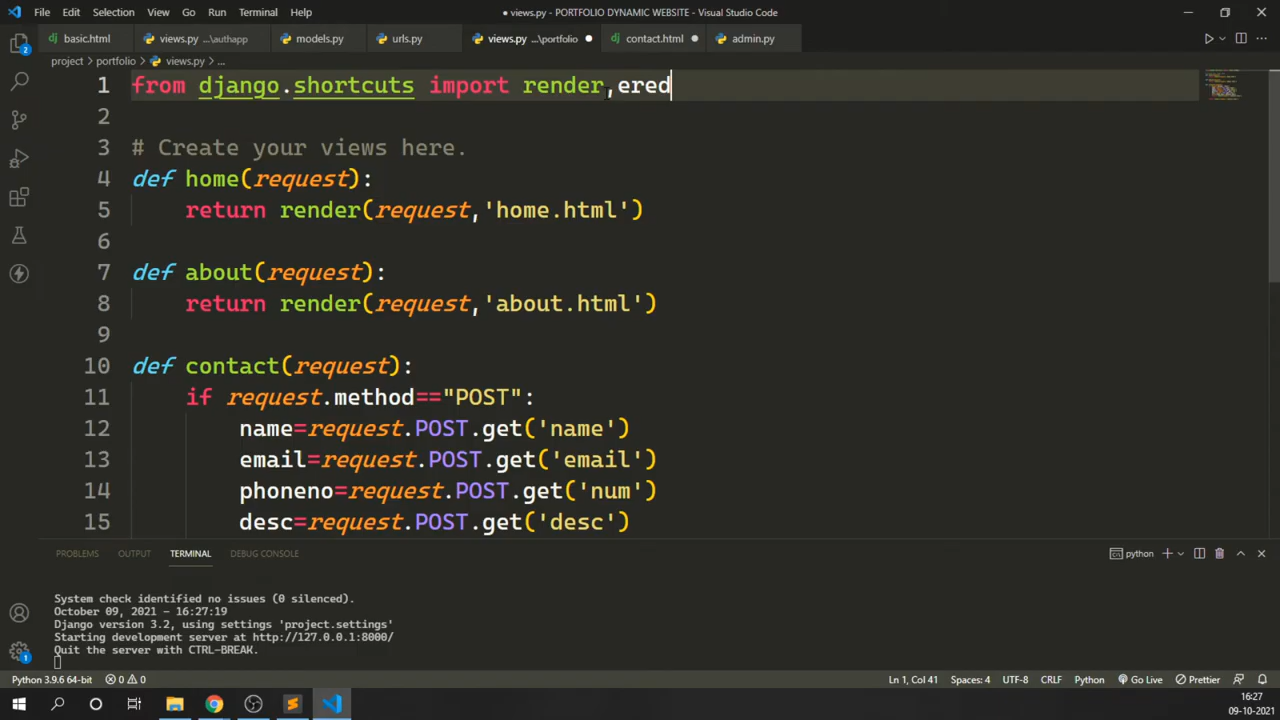 File Edit Selection View Go Run Terminal Help
● views.py - PORTFOLIO DYNAMIC WEBSITE - Visual Studio Code
basic.html views.py ...\authapp models.py urls.py views.py ...\portfolio ● contact.html ● admin.py
project > portfolio > views.py > ...
1 from django.shortcuts import render,ered
2
3 # Create your views here.
4 def home(request):
5 return render(request,'home.html')
6
7 def about(request):
8 return render(request,'about.html')
9
10 def contact(request):
11 if request.method=="POST":
12 name=request.POST.get('name')
13 email=request.POST.get('email')
14 phoneno=request.POST.get('num')
15 desc=request.POST.get('desc')
PROBLEMS OUTPUT TERMINAL DEBUG CONSOLE python
System check identified no issues (0 silenced).
October 09, 2021 - 16:27:19
Django version 3.2, using settings 'project.settings'
Starting development server at http://127.0.0.1:8000/
Quit the server with CTRL-BREAK.
2
1
Python 3.9.6 64-bit 0 0 Ln 1, Col 41 Spaces: 4 UTF-8 CRLF Python Go Live Prettier
16:27
09-10-2021